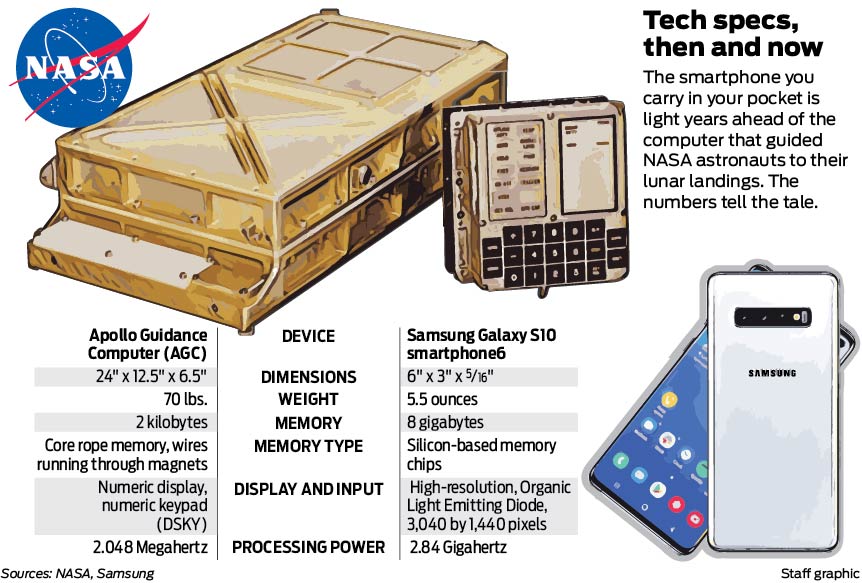 NASA
Tech specs,
then and now
The smartphone you
carry in your pocket is
light years ahead of the
computer that guided
NASA astronauts to their
lunar landings. The
numbers tell the tale.
SAMSUNG
Apollo Guidance
Computer (AGC)
DEVICE
Samsung Galaxy S10
smartphone6
24" x 12.5" x 6.5"
DIMENSIONS
6" x 3" x 5/16"
70 lbs.
WEIGHT
5.5 ounces
2 kilobytes
MEMORY
8 gigabytes
Core rope memory, wires
running through magnets
MEMORY TYPE
Silicon-based memory
chips
Numeric display,
numeric keypad
(DSKY)
DISPLAY AND INPUT
High-resolution, Organic
Light Emitting Diode,
3,040 by 1,440 pixels
2.048 Megahertz
PROCESSING POWER
2.84 Gigahertz
Sources: NASA, Samsung
Staff graphic